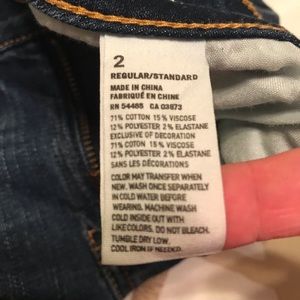 2
REGULAR/STANDARD
MADE IN CHINA
FABRIQUÉ EN CHINE
RN 54485 CA 03673
71% COTTON 15% VISCOSE
12% POLYESTER 2% ELASTANE
EXCLUSIVE OF DECORATION
71% COTON 15% VISCOSE
12% POLYESTER 2% ELASTHANE
SANS LES DÉCORATIONS
COLOR MAY TRANSFER WHEN
NEW. WASH ONCE SEPARATELY
IN COLD WATER BEFORE
WEARING. MACHINE WASH
COLD INSIDE OUT WITH
LIKE COLORS. DO NOT BLEACH.
TUMBLE DRY LOW.
COOL IRON IF NEEDED.